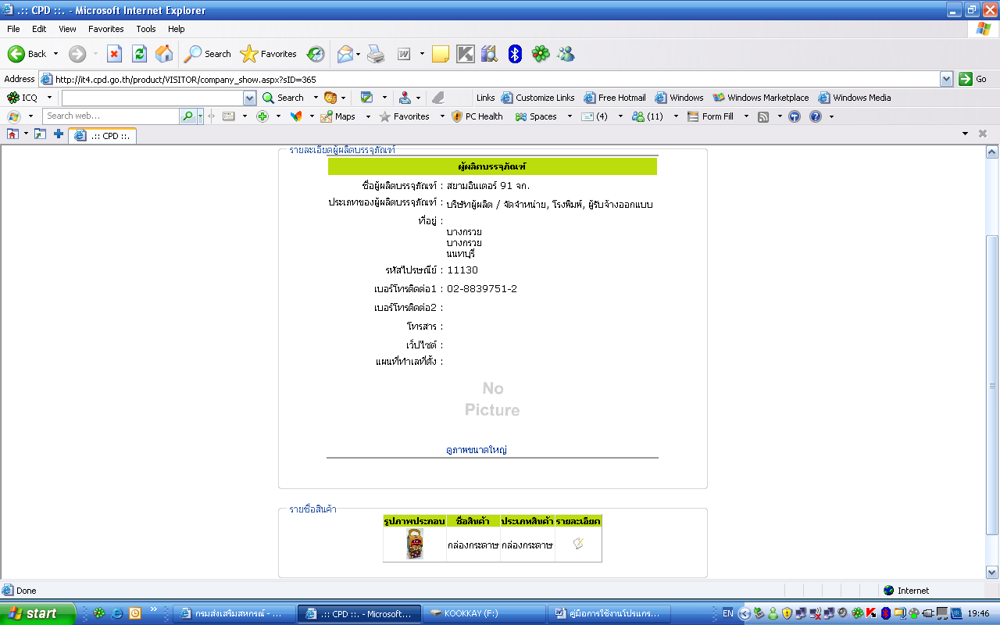 .:: CPD ::. - Microsoft Internet Explorer
File Edit View Favorites Tools Help
Back Search Favorites
Address http://it4.cpd.go.th/product/VISITOR/company_show.aspx?sID=365 Go
ICQ Search Links Customize Links Free Hotmail Windows Windows Marketplace Windows Media
Search web... Maps Favorites PC Health Spaces (4) (11) Form Fill
.:: CPD ::.
รายละเอียดผู้ผลิตบรรจุภัณฑ์
ผู้ผลิตบรรจุภัณฑ์
ชื่อผู้ผลิตบรรจุภัณฑ์ : สยามอินเตอร์ 91 จก.
ประเภทของผู้ผลิตบรรจุภัณฑ์ : บริษัทผู้ผลิต / จัดจำหน่าย, โรงพิมพ์, ผู้รับจ้างออกแบบ
ที่อยู่ :
บางกรวย
บางกรวย
นนทบุรี
รหัสไปรษณีย์ : 11130
เบอร์โทรติดต่อ1 : 02-8839751-2
เบอร์โทรติดต่อ2 :
โทรสาร :
เว็ปไซต์ :
แผนที่ทำเลที่ตั้ง :
No
Picture
ดูภาพขนาดใหญ่
รายชื่อสินค้า
รูปภาพประกอบ ชื่อสินค้า ประเภทสินค้า รายละเอียด
กล่องกระดาษ กล่องกระดาษ
Done Internet
start กรมส่งเสริมสหกรณ์ - ... .:: CPD ::. - Microsoft... KOOKKAY (F:) คู่มือการใช้งานโปรแกร... EN 19:46